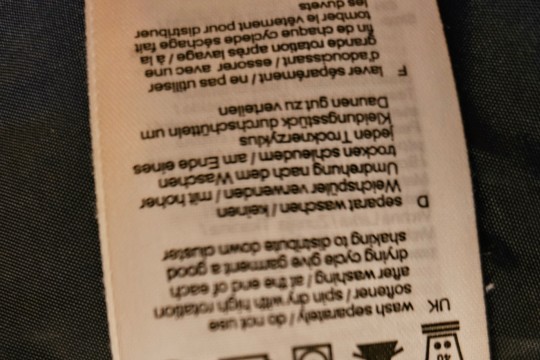 40
UK
wash separately / do not use
softener / spin dry with high rotation
after washing / at the end of each
drying cycle give garment a good
shaking to distribute down cluster
D separat waschen / keinen
Weichspüler verwenden / mit hoher
Umdrehung nach dem Waschen
trocken schleudern / am Ende eines
jeden Trocknerzyklus
Kleidungsstück durchschütteln um
Daunen gut zu verteilen
F laver séparément / ne pas utiliser
d'adoucissant / essorer avec une
grande rotation après lavage / à la
fin de chaque cyclede séchage fait
tomber le vêtement pour distribuer
les duvets